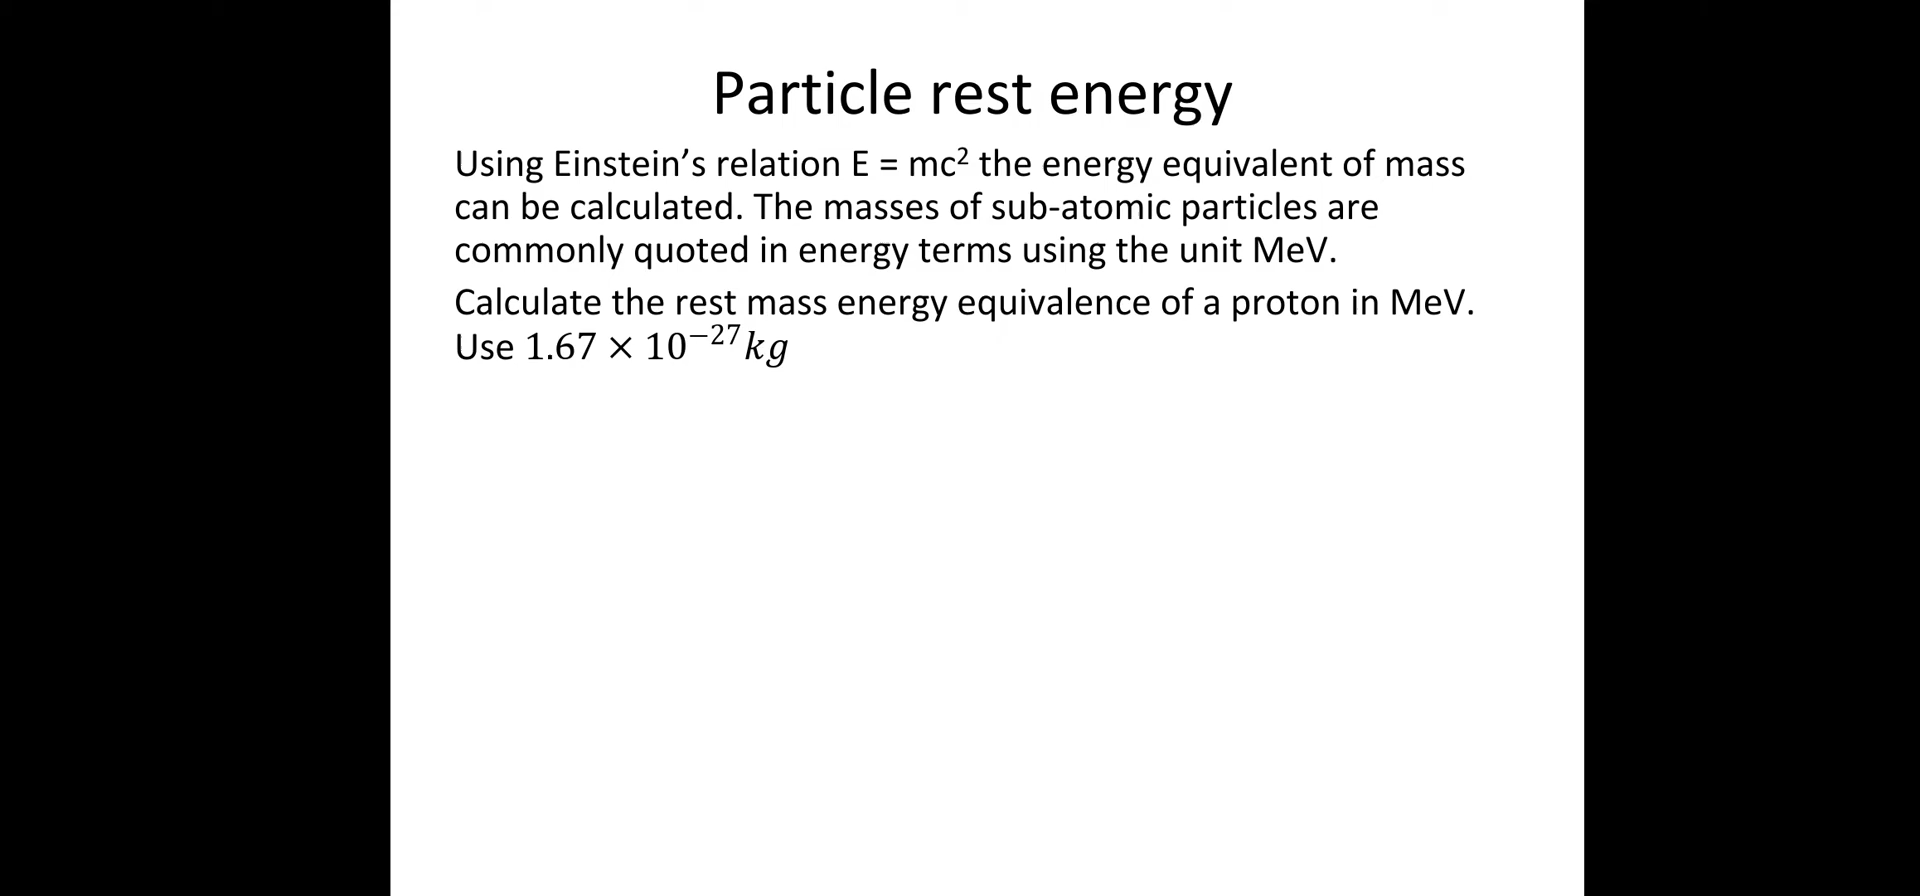 Particle rest energy
Using Einstein’s relation E = mc² the energy equivalent of mass
can be calculated. The masses of sub-atomic particles are
commonly quoted in energy terms using the unit MeV.
Calculate the rest mass energy equivalence of a proton in MeV.
Use 1.67 × 10⁻²⁷kg